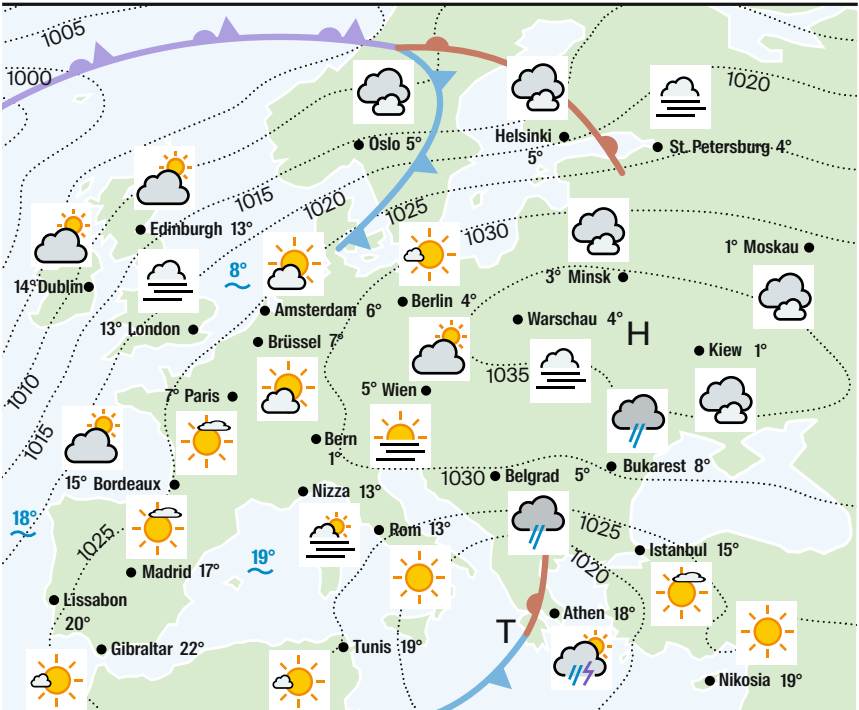 1005
1000
1020
Oslo 5°
Helsinki
5°
St. Petersburg 4°
1015
1020
1025
1030
Edinburgh 13°
1° Moskau
8°
14° Dublin
3° Minsk
Amsterdam 6°
Berlin 4°
13° London
Warschau 4°
H
Brüssel 7°
Kiew 1°
1035
1010
7° Paris
5° Wien
1015
Bern
1°
15° Bordeaux
1030
Belgrad 5°
Bukarest 8°
Nizza 13°
18°
1025
Rom 13°
1025
19°
1020
Istanbul 15°
Madrid 17°
Lissabon
20°
T
Athen 18°
Gibraltar 22°
Tunis 19°
Nikosia 19°